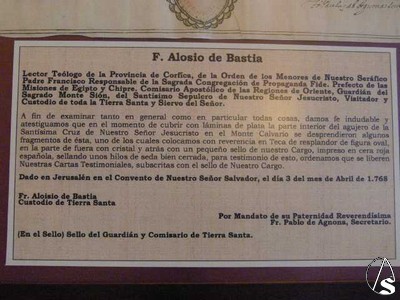 F. Alosio de Bastia
Lector Teólogo de la Provincia de Corfica, de la Orden de los Menores de Nuestro Seráfico
Padre Francisco Responsable de la Sagrada Congregación de Propaganda Fide. Prefecto de las
Misiones de Egipto y Chipre. Comisario Apostólico de las Regiones de Oriente, Guardián del
Sagrado Monte Sión, del Santísimo Sepulcro de Nuestro Señor Jesucristo, Visitador y
Custodio de toda la Tierra Santa y Siervo del Señor.
A fin de examinar tanto en general como en particular todas cosas, damos fe indudable y
atestiguamos que en el momento de cubrir con láminas de plata la parte interior del agujero de la
Santísima Cruz de Nuestro Señor Jesucristo en el Monte Calvario se desprendieron algunos
fragmentos de ésta, uno de los cuales colocamos con reverencia en Teca de resplandor de figura oval,
en la parte de fuera con cristal y atrás con un pequeño sello de nuestro Cargo, impreso en cera roja
española, sellando unos hilos de seda bien cerrada, para testimonio de esto, ordenamos que se liberen
Nuestras Cartas Testimoniales, subscritas con el sello de Nuestro Cargo.
Dado en Jerusalén en el Convento de Nuestro Señor Salvador, el día 3 del mes de Abril de 1.768
Fr. Aloisio de Bastia
Custodio de Tierra Santa
Por Mandato de su Paternidad Reverendísima
Fr. Pablo de Agnona, Secretario.
(En el Sello) Sello del Guardián y Comisario de Tierra Santa.